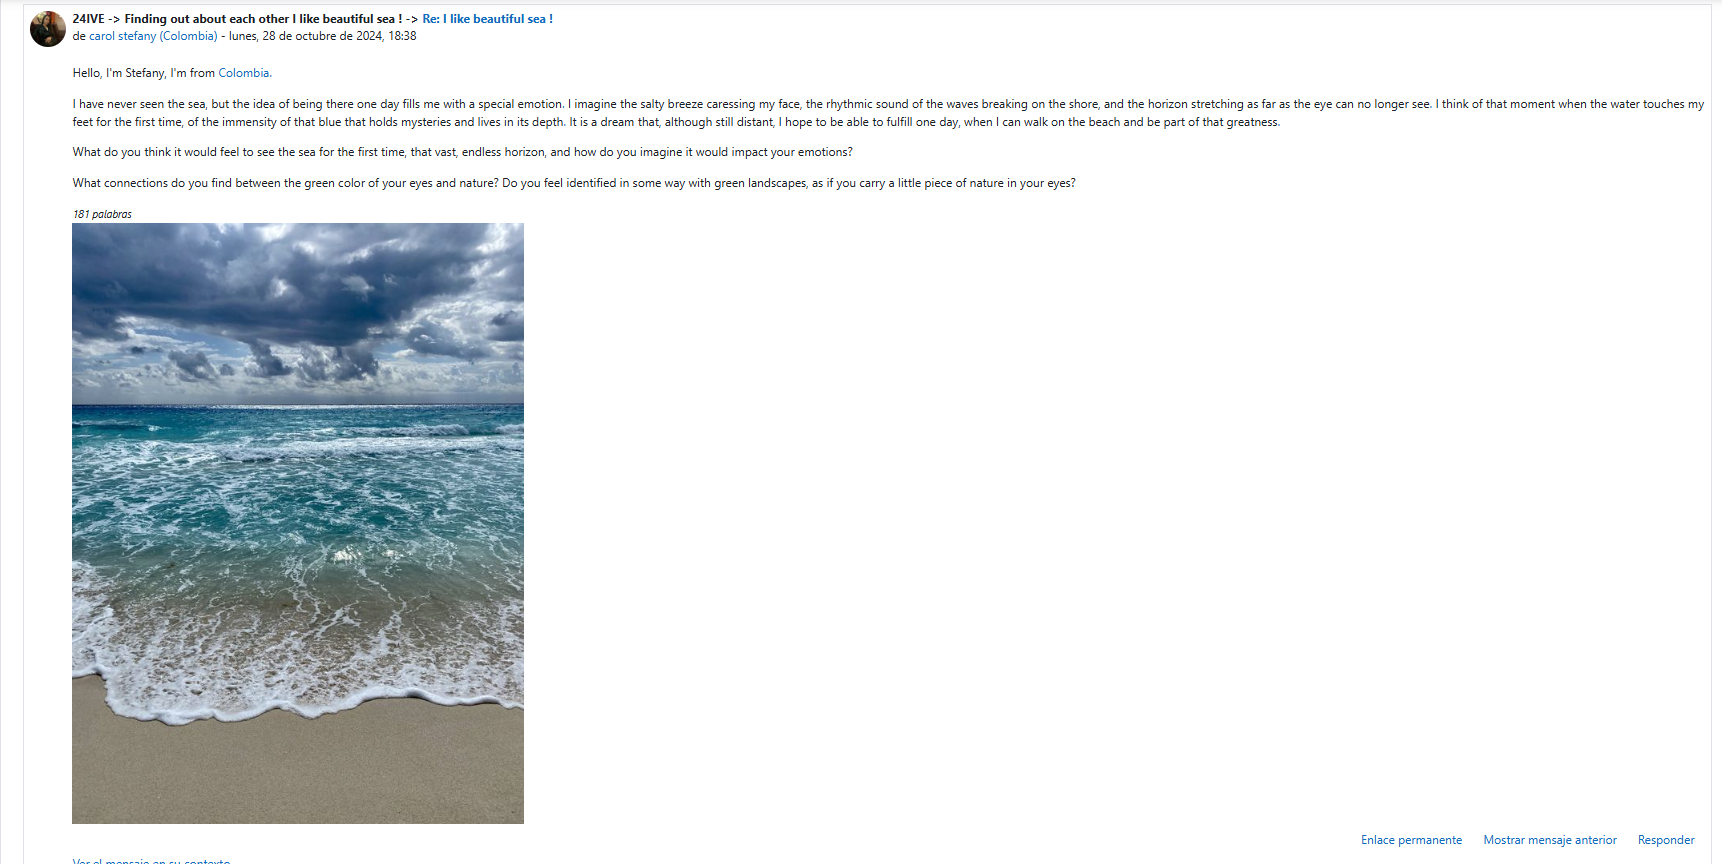 24IVE -> Finding out about each other I like beautiful sea ! -> Re: I like beautiful sea !
de carol stefany (Colombia) - lunes, 28 de octubre de 2024, 18:38
Hello, I'm Stefany, I'm from Colombia.
I have never seen the sea, but the idea of being there one day fills me with a special emotion. I imagine the salty breeze caressing my face, the rhythmic sound of the waves breaking on the shore, and the horizon stretching as far as the eye can no longer see. I think of that moment when the water touches my
feet for the first time, of the immensity of that blue that holds mysteries and lives in its depth. It is a dream that, although still distant, I hope to be able to fulfill one day, when I can walk on the beach and be part of that greatness.
What do you think it would feel to see the sea for the first time, that vast, endless horizon, and how do you imagine it would impact your emotions?
What connections do you find between the green color of your eyes and nature? Do you feel identified in some way with green landscapes, as if you carry a little piece of nature in your eyes?
181 palabras
Enlace permanente Mostrar mensaje anterior Responder
Ver el mensaje en su contexto